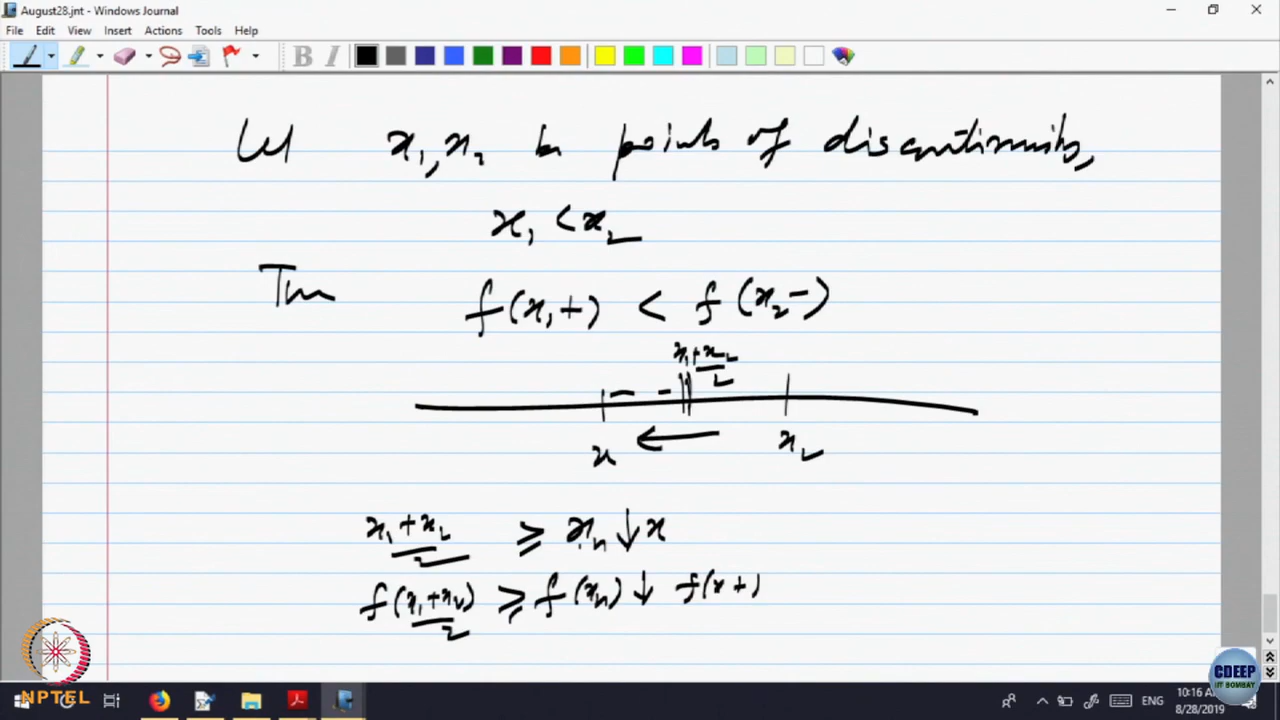 August28.jnt - Windows Journal
File Edit View Insert Actions Tools Help
B I
Let x₁, x₂ be points of discontinuity,
x₁ < x₂
Then f(x₁+) < f(x₂-)
(x₁+x₂)/2
x x₂
(x₁+x₂)/2 ≥ xₙ ↓ x
f((x₁+x₂)/2) ≥ f(xₙ) ↓ f(x+)
NPTEL
CDEEP
IIT BOMBAY
ENG
8/28/2019